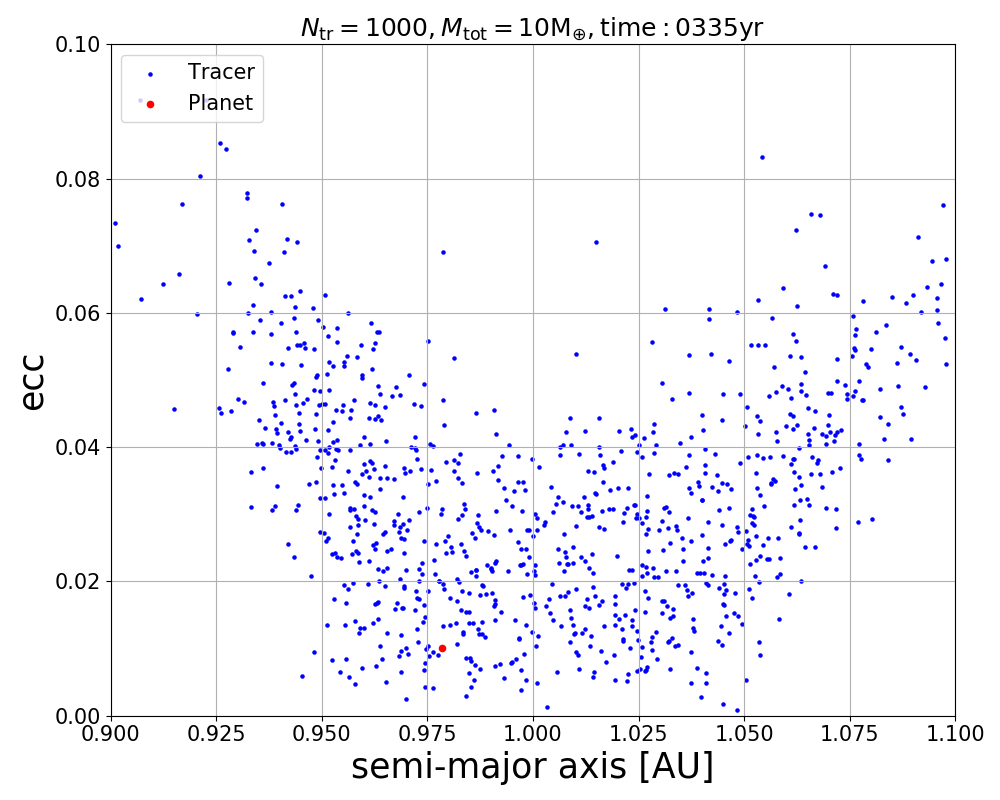 N_tr = 1000, M_tot = 10M_⊕, time : 0335yr
Tracer
Planet
0.10
0.08
0.06
0.04
0.02
0.00
ecc
0.900 0.925 0.950 0.975 1.000 1.025 1.050 1.075 1.100
semi-major axis [AU]